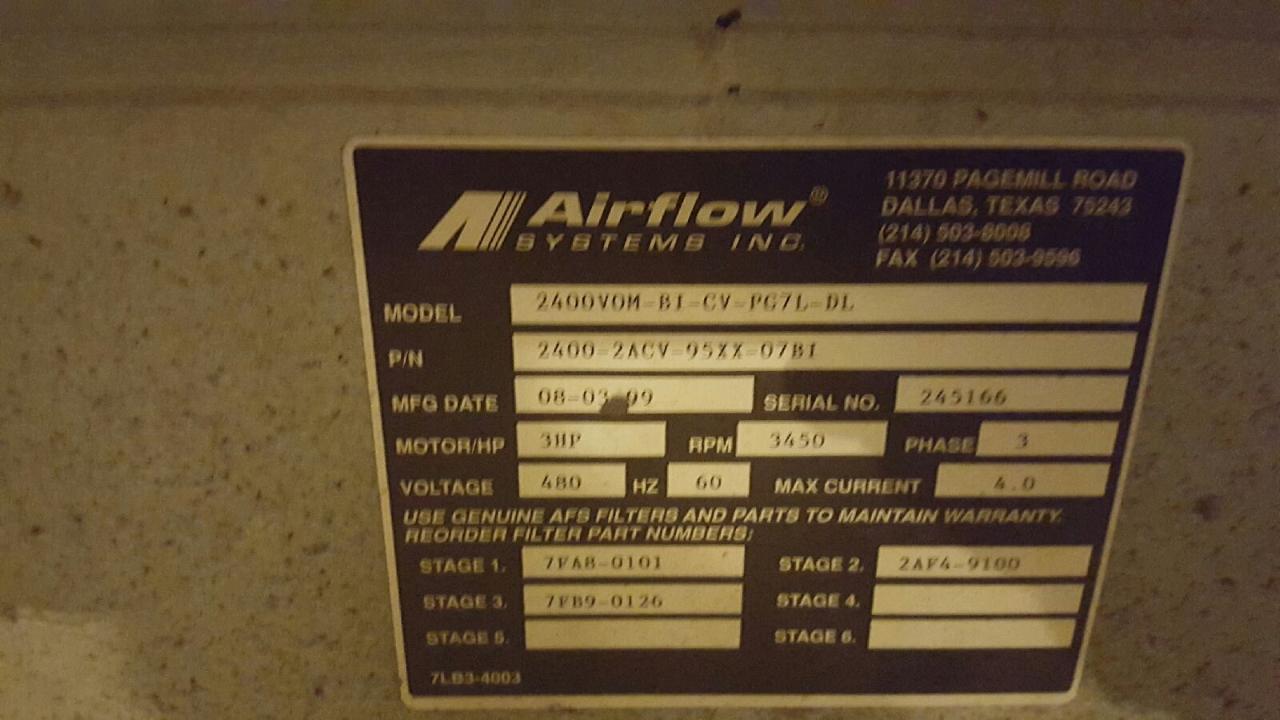 Airflow®
SYSTEMS INC.
11370 PAGEMILL ROAD
DALLAS, TEXAS 75243
(214) 503-8008
FAX (214) 503-9596
MODEL 2400VOM-BI-CV-PG7L-DL
P/N 2400-2ACV-95XX-07BI
MFG DATE 08-03-99 SERIAL NO. 245166
MOTOR/HP 3HP RPM 3450 PHASE 3
VOLTAGE 480 HZ 60 MAX CURRENT 4.0
USE GENUINE AFS FILTERS AND PARTS TO MAINTAIN WARRANTY.
REORDER FILTER PART NUMBERS:
STAGE 1. 7FA8-0101 STAGE 2. 2AF4-9100
STAGE 3. 7FB9-0126 STAGE 4.
STAGE 5. STAGE 6.
7LB3-4003